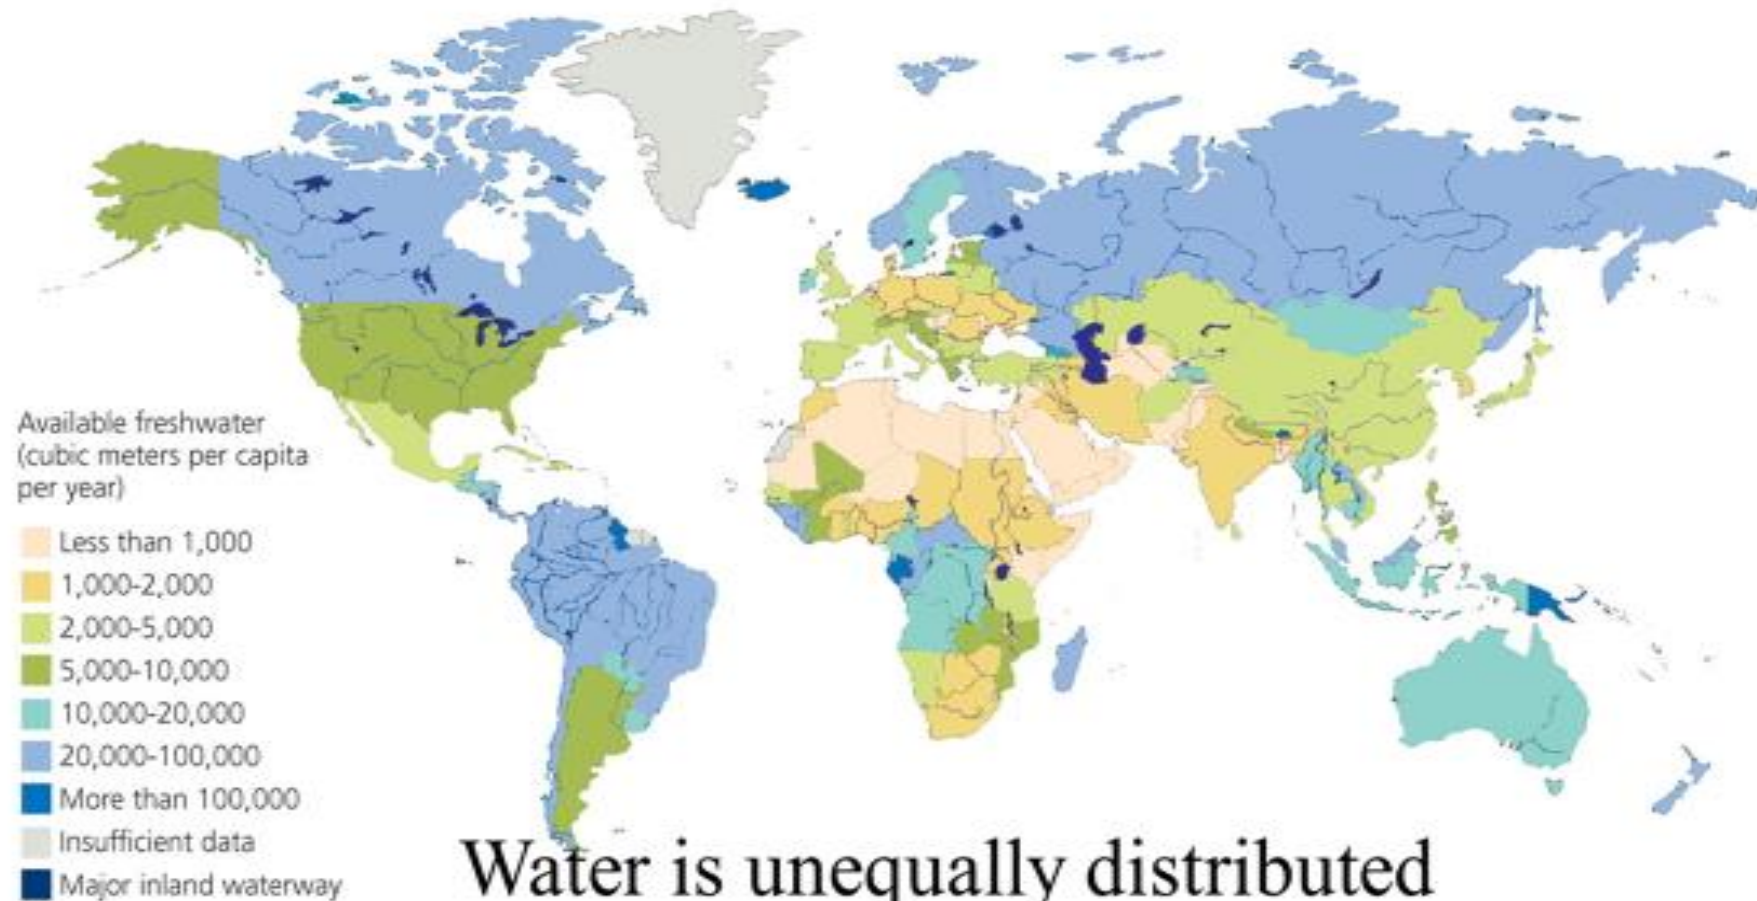 Available freshwater
(cubic meters per capita
per year)
Less than 1,000
1,000-2,000
2,000-5,000
5,000-10,000
10,000-20,000
20,000-100,000
More than 100,000
Insufficient data
Major inland waterway
Water is unequally distributed